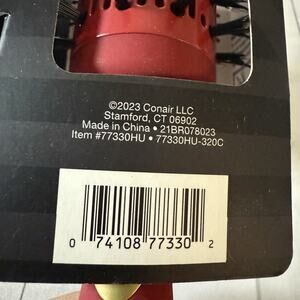 ©2023 Conair LLC
Stamford, CT 06902
Made in China • 21BR078023
Item #77330HU • 77330HU-320C
0 74108 77330 2